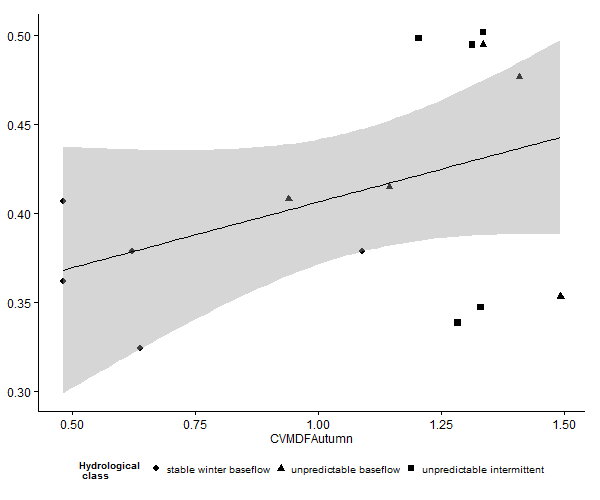 0.50
0.45
0.40
0.35
0.30
0.50 0.75 1.00 1.25 1.50
CVMDFAutumn
Hydrological class stable winter baseflow unpredictable baseflow unpredictable intermittent